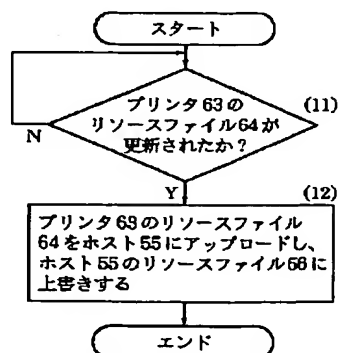 スタート
プリンタ63の
リソースファイル64が
更新されたか?
(11)
N
Y
(12)
プリンタ63のリソースファイル
64をホスト55にアップロードし、
ホスト55のリソースファイル56に
上書きする
エンド